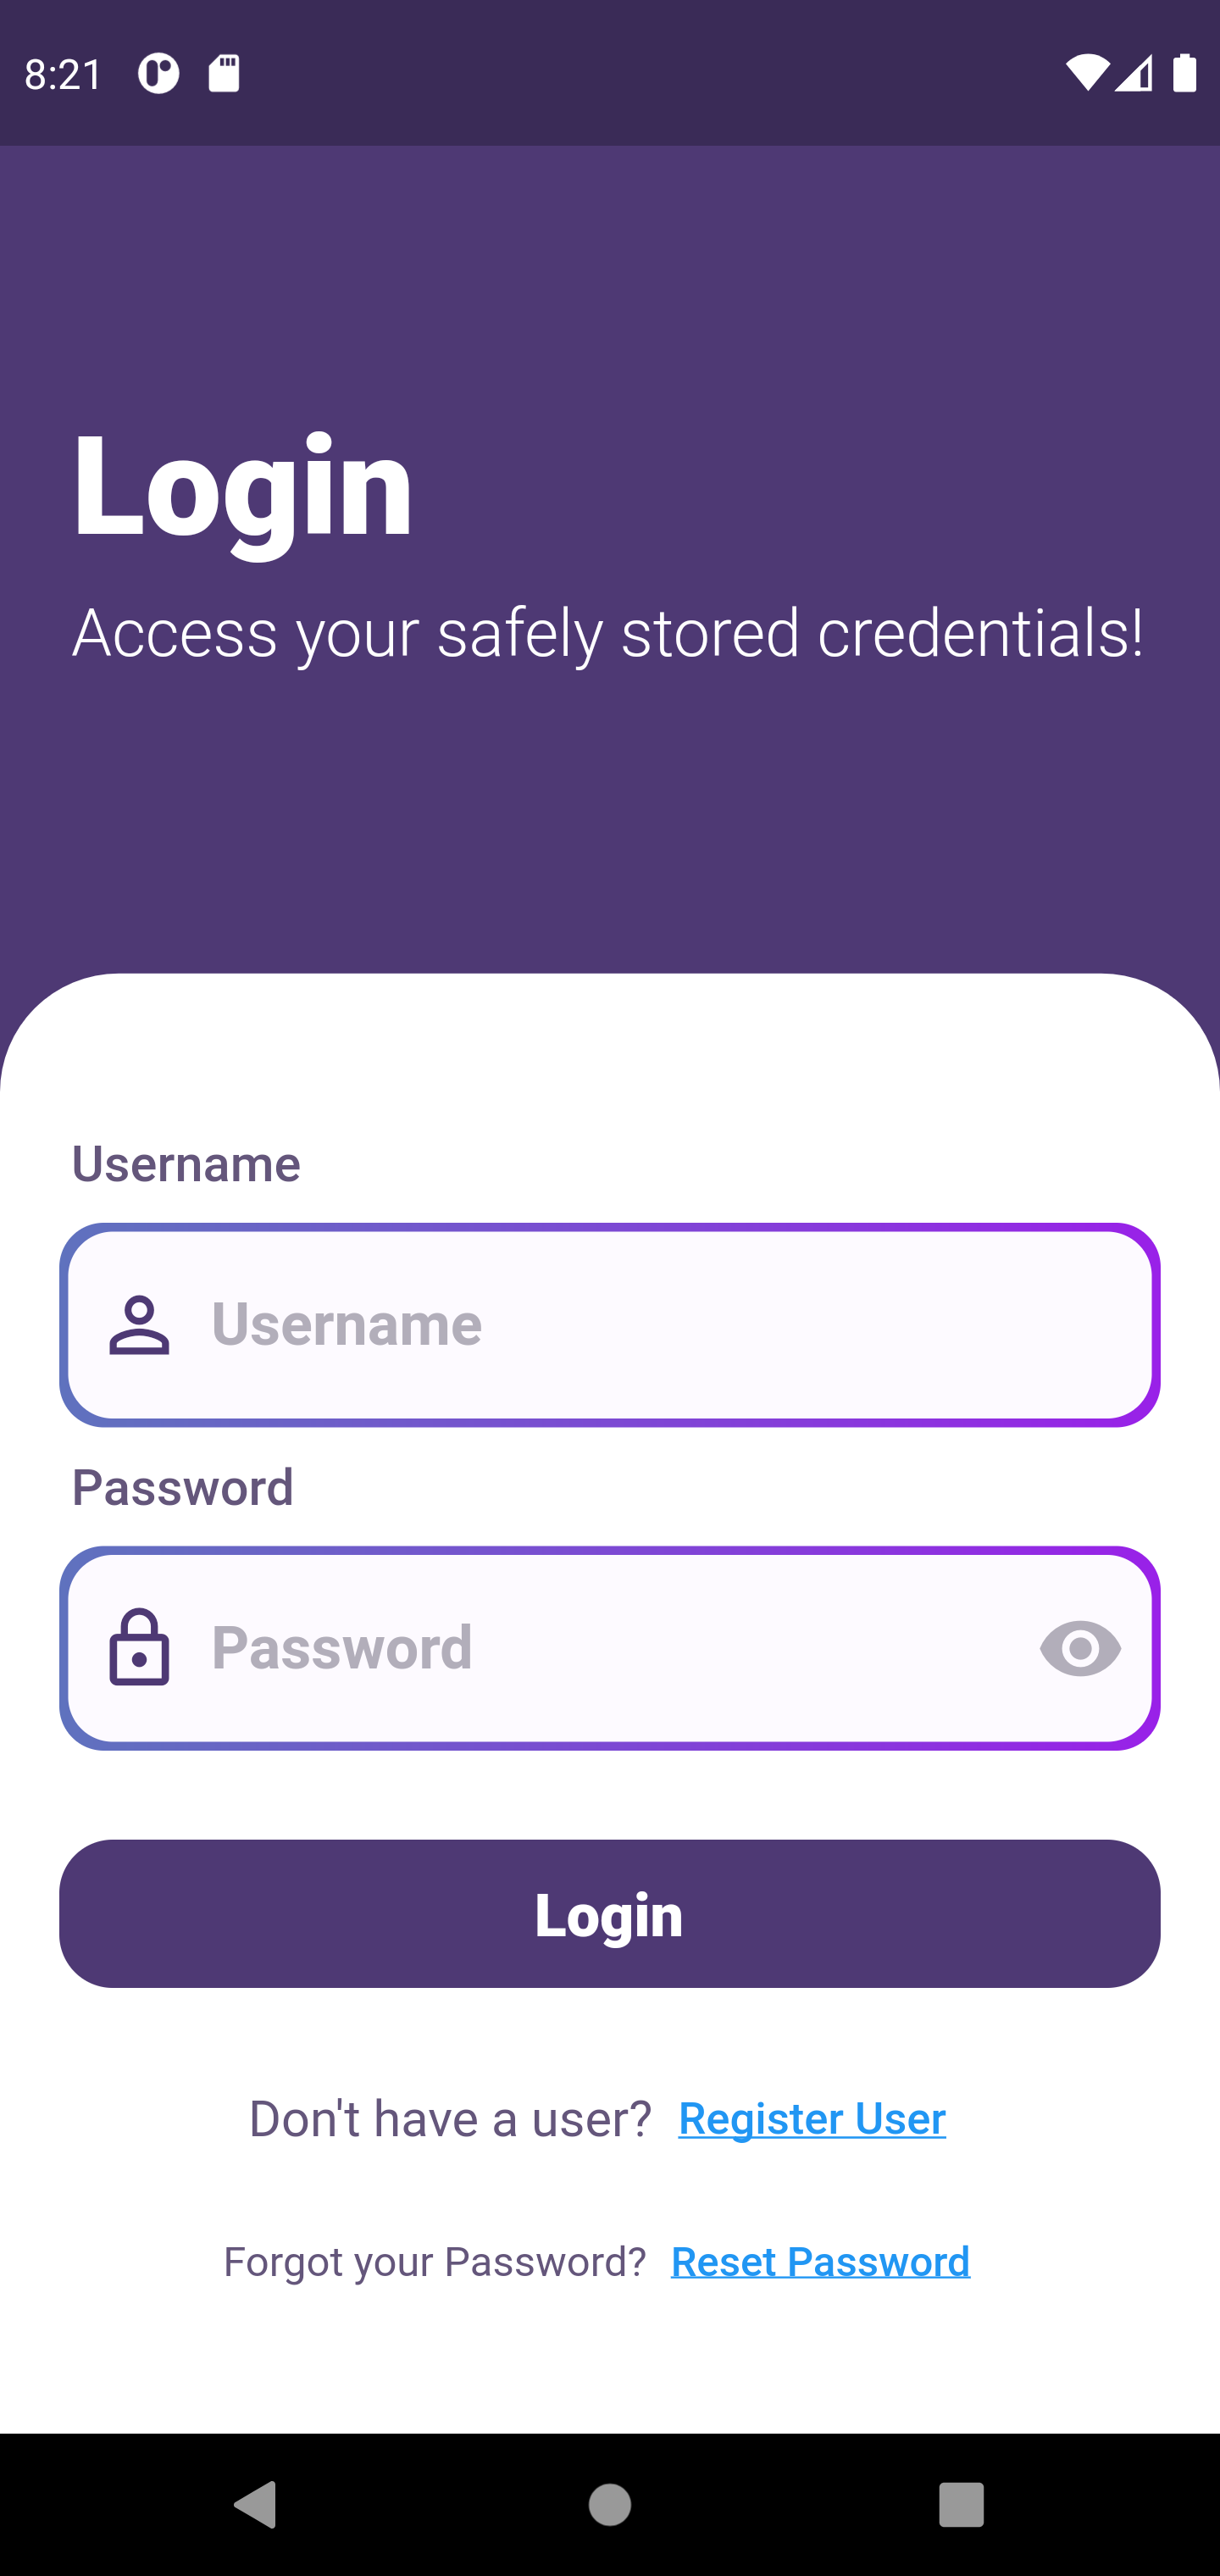 8:21
Login
Access your safely stored credentials!
Username
Username
Password
Password
Login
Don't have a user? Register User
Forgot your Password? Reset Password